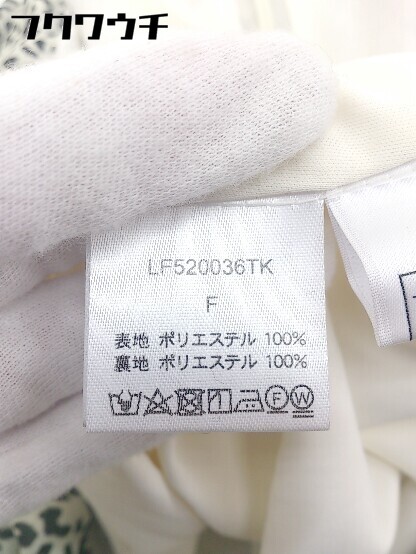 フクワウチ
LF520036TK
F
表地 ポリエステル 100%
裏地 ポリエステル 100%
F W